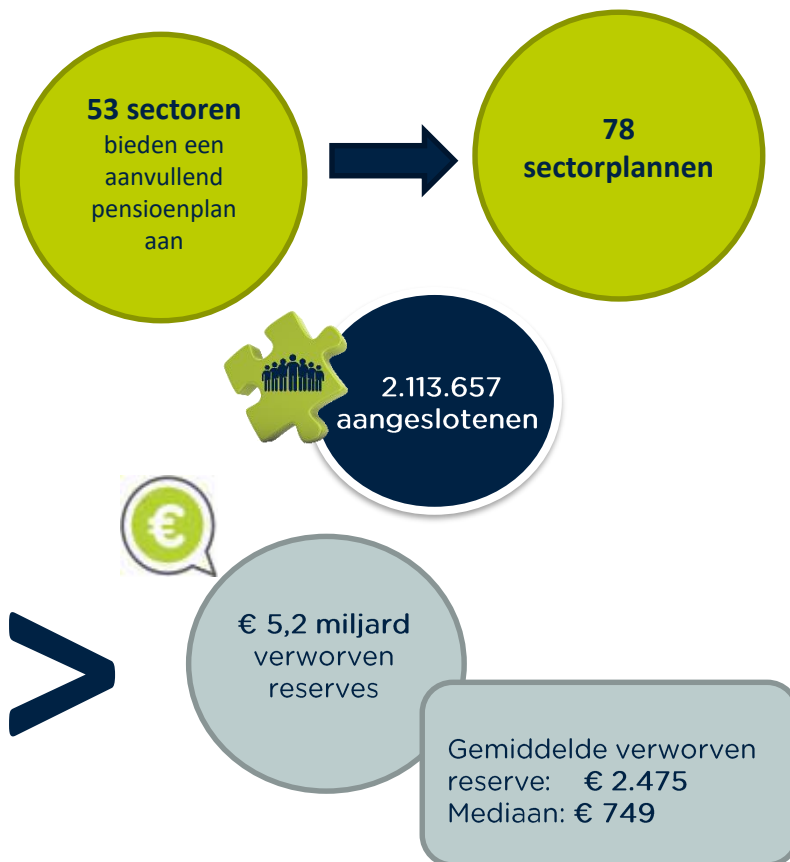 53 sectoren
bieden een
aanvullend
pensioenplan
aan
78
sectorplannen
2.113.657
aangeslotenen
€
>
€ 5,2 miljard
verworven
reserves
Gemiddelde verworven
reserve: € 2.475
Mediaan: € 749